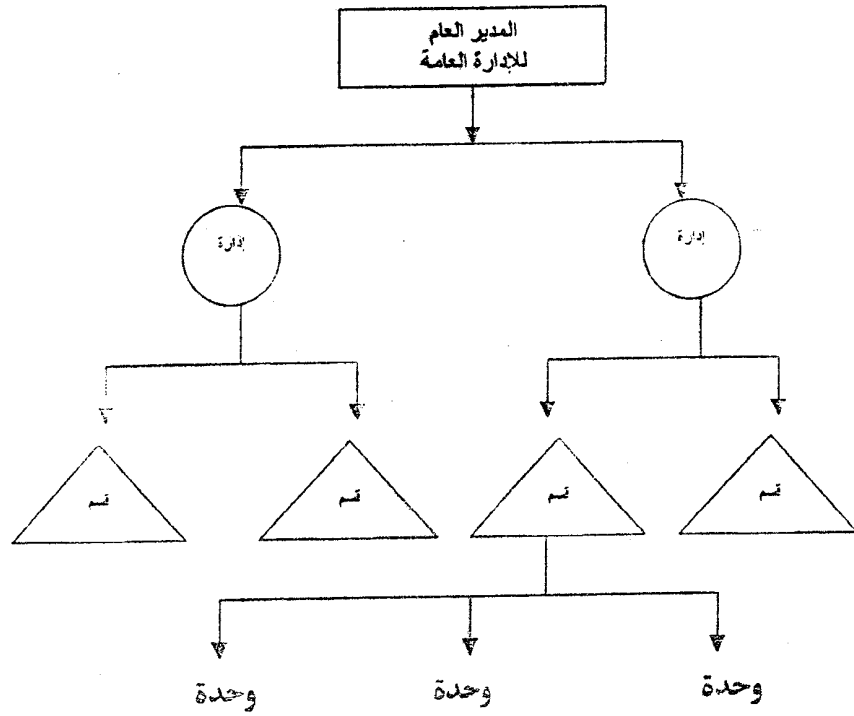 المدير العام
للإدارة العامة
إدارة
إدارة
قسم
قسم
قسم
قسم
وحدة
وحدة
وحدة